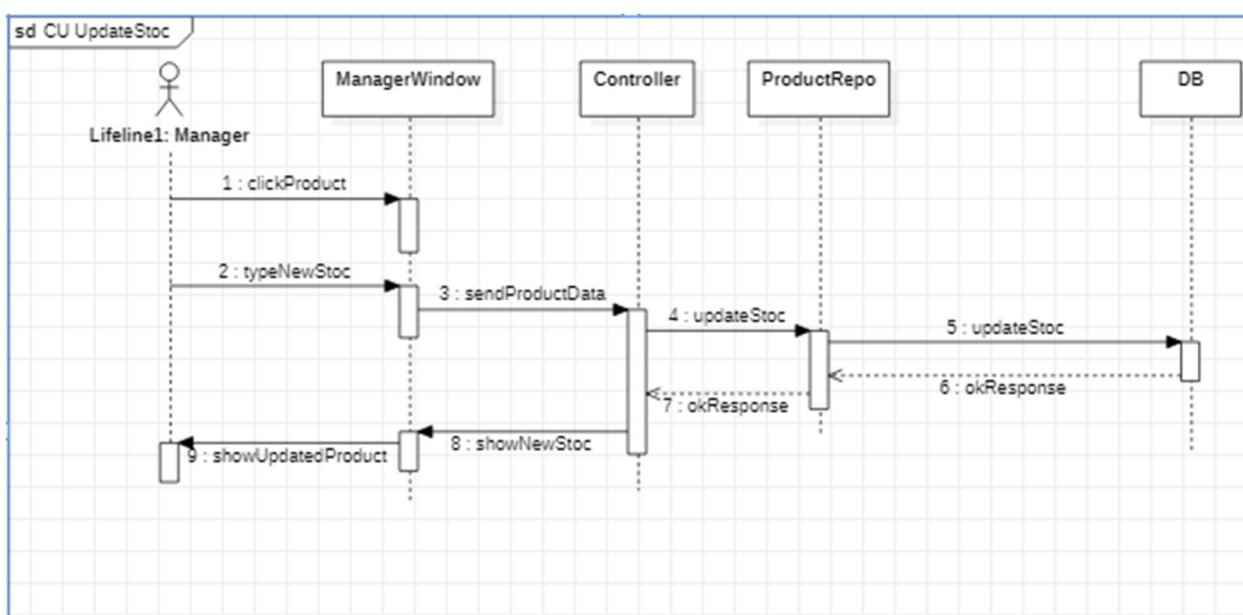 sd CU UpdateStoc
ManagerWindow
Controller
ProductRepo
DB
Lifeline1: Manager
1 : clickProduct
2 : typeNewStoc
3 : sendProductData
4 : updateStoc
5 : updateStoc
6 : okResponse
7 : okResponse
8 : showNewStoc
9 : showUpdatedProduct